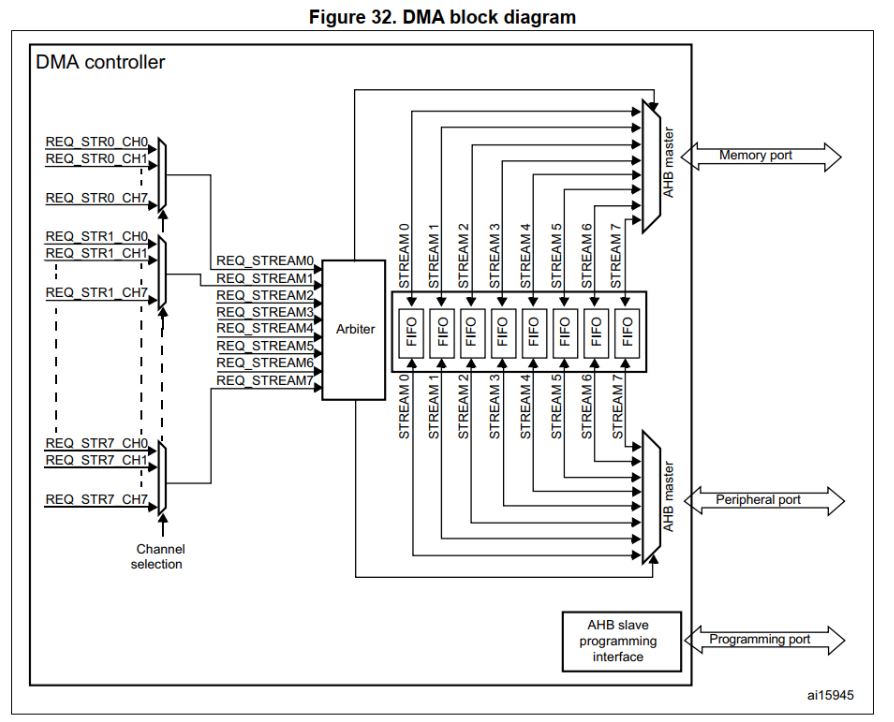 Figure 32. DMA block diagram
DMA controller
REQ_STR0_CH0
REQ_STR0_CH1
REQ_STR0_CH7
REQ_STR1_CH0
REQ_STR1_CH1
REQ_STR1_CH7
REQ_STR7_CH0
REQ_STR7_CH1
REQ_STR7_CH7
Channel
selection
REQ_STREAM0
REQ_STREAM1
REQ_STREAM2
REQ_STREAM3
REQ_STREAM4
REQ_STREAM5
REQ_STREAM6
REQ_STREAM7
Arbiter
STREAM 0
STREAM 1
STREAM 2
STREAM 3
STREAM 4
STREAM 5
STREAM 6
STREAM 7
FIFO
FIFO
FIFO
FIFO
FIFO
FIFO
FIFO
FIFO
STREAM 0
STREAM 1
STREAM 2
STREAM 3
STREAM 4
STREAM 5
STREAM 6
STREAM 7
AHB master
Memory port
AHB master
Peripheral port
AHB slave
programming
interface
Programming port
ai15945